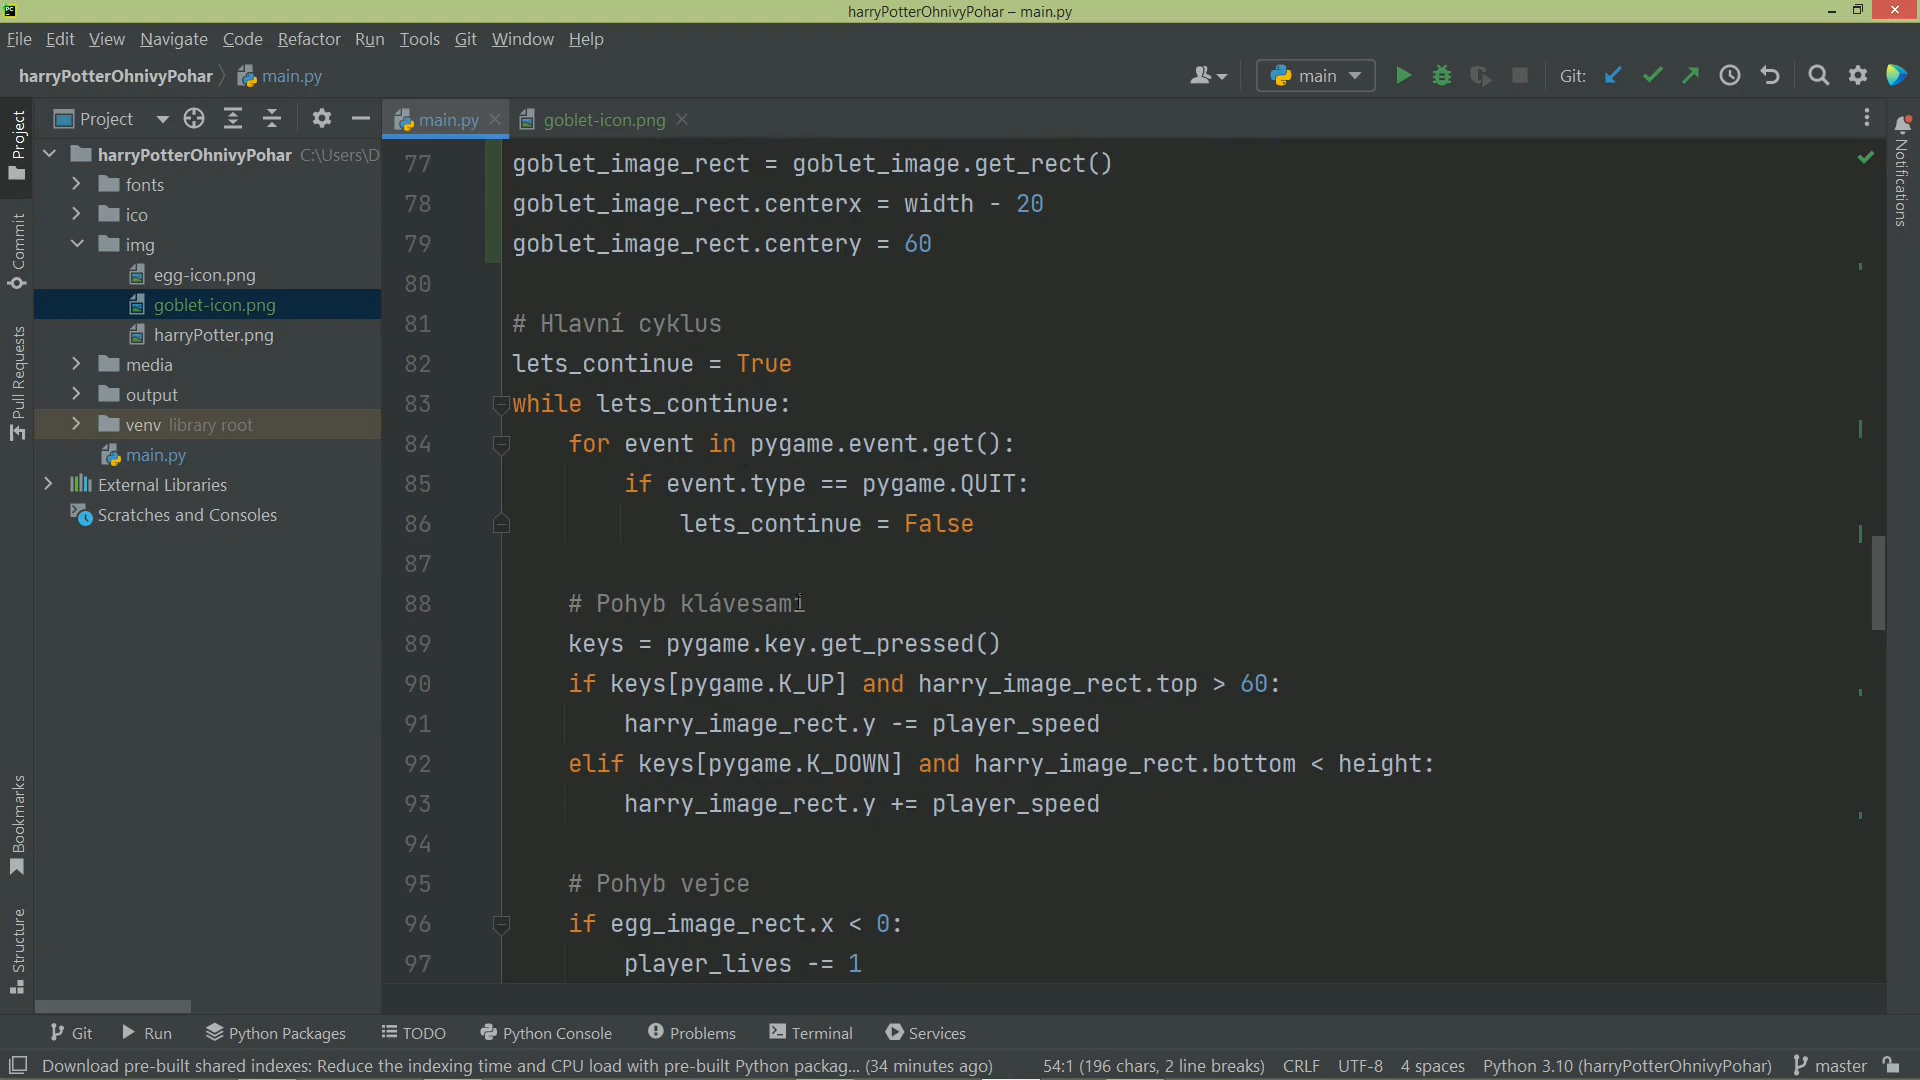 harryPotterOhnivyPohar – main.py
File Edit View Navigate Code Refactor Run Tools Git Window Help
harryPotterOhnivyPohar main.py
main
Git:
Project
main.py
goblet-icon.png
harryPotterOhnivyPohar C:\Users\D
fonts
ico
img
egg-icon.png
goblet-icon.png
harryPotter.png
media
output
venv library root
main.py
External Libraries
Scratches and Consoles
Project
Commit
Pull Requests
Bookmarks
Structure
Notifications
77 goblet_image_rect = goblet_image.get_rect()
78 goblet_image_rect.centerx = width - 20
79 goblet_image_rect.centery = 60
80
81 # Hlavní cyklus
82 lets_continue = True
83 while lets_continue:
84 for event in pygame.event.get():
85 if event.type == pygame.QUIT:
86 lets_continue = False
87
88 # Pohyb klávesami
89 keys = pygame.key.get_pressed()
90 if keys[pygame.K_UP] and harry_image_rect.top > 60:
91 harry_image_rect.y -= player_speed
92 elif keys[pygame.K_DOWN] and harry_image_rect.bottom < height:
93 harry_image_rect.y += player_speed
94
95 # Pohyb vejce
96 if egg_image_rect.x < 0:
97 player_lives -= 1
Git Run Python Packages TODO Python Console Problems Terminal Services
Download pre-built shared indexes: Reduce the indexing time and CPU load with pre-built Python packag... (34 minutes ago) 54:1 (196 chars, 2 line breaks) CRLF UTF-8 4 spaces Python 3.10 (harryPotterOhnivyPohar) master